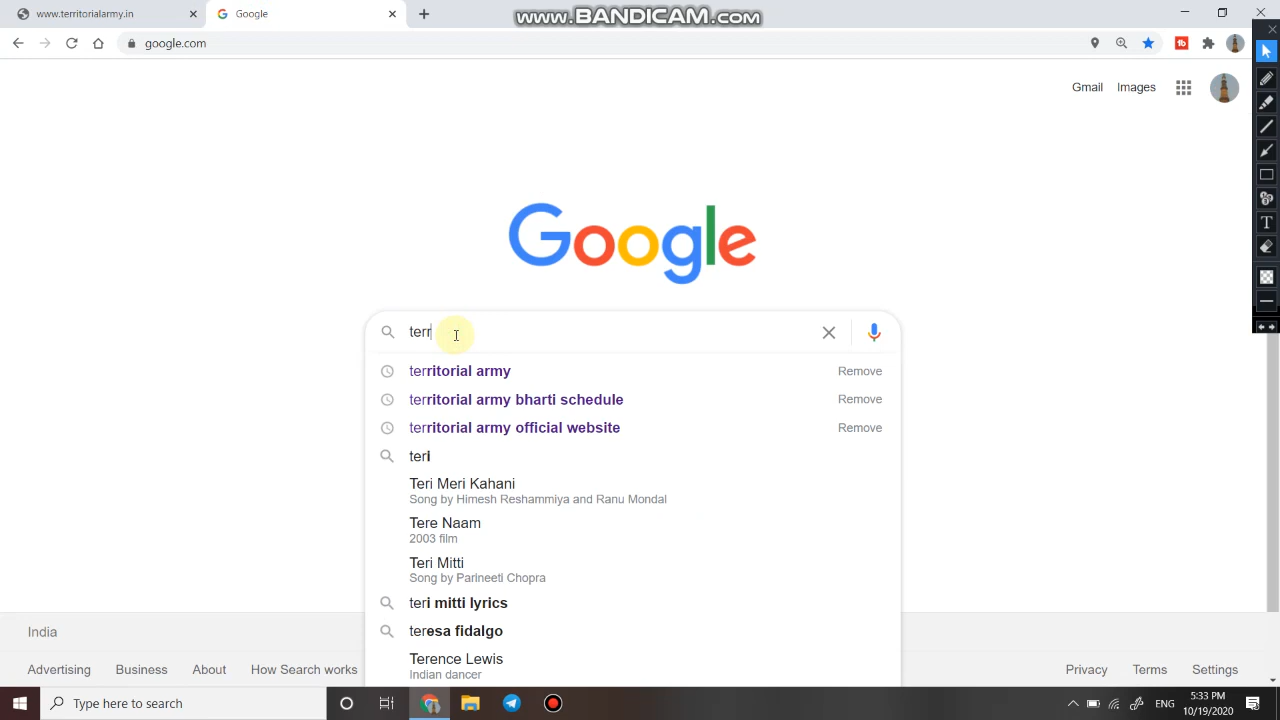 www.territorialarmy.in
Google
www.BANDICAM.com
google.com
Gmail
Images
Google
terr
territorial army
Remove
territorial army bharti schedule
Remove
territorial army official website
Remove
teri
Teri Meri Kahani
Song by Himesh Reshammiya and Ranu Mondal
Tere Naam
2003 film
Teri Mitti
Song by Parineeti Chopra
teri mitti lyrics
teresa fidalgo
Terence Lewis
Indian dancer
India
Advertising
Business
About
How Search works
Privacy
Terms
Settings
Type here to search
ENG
5:33 PM
10/19/2020